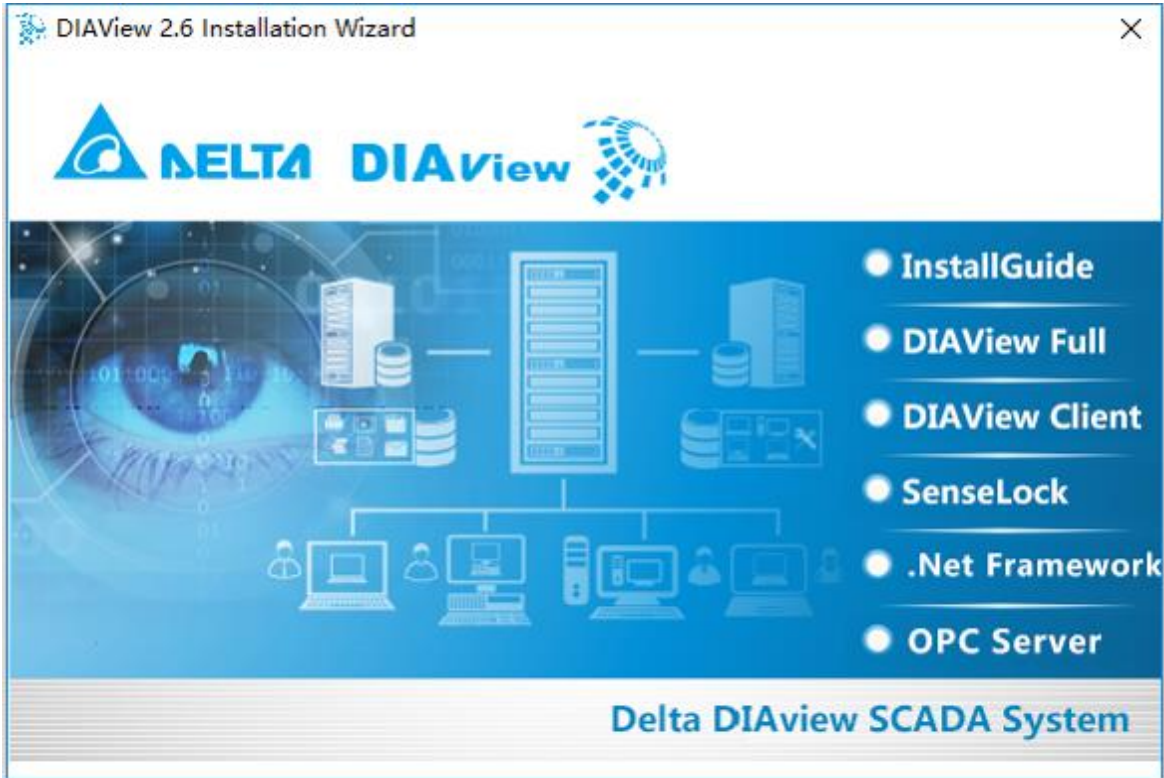 DIAView 2.6 Installation Wizard
DELTA DIAView
InstallGuide
DIAView Full
DIAView Client
SenseLock
.Net Framework
OPC Server
Delta DIAview SCADA System